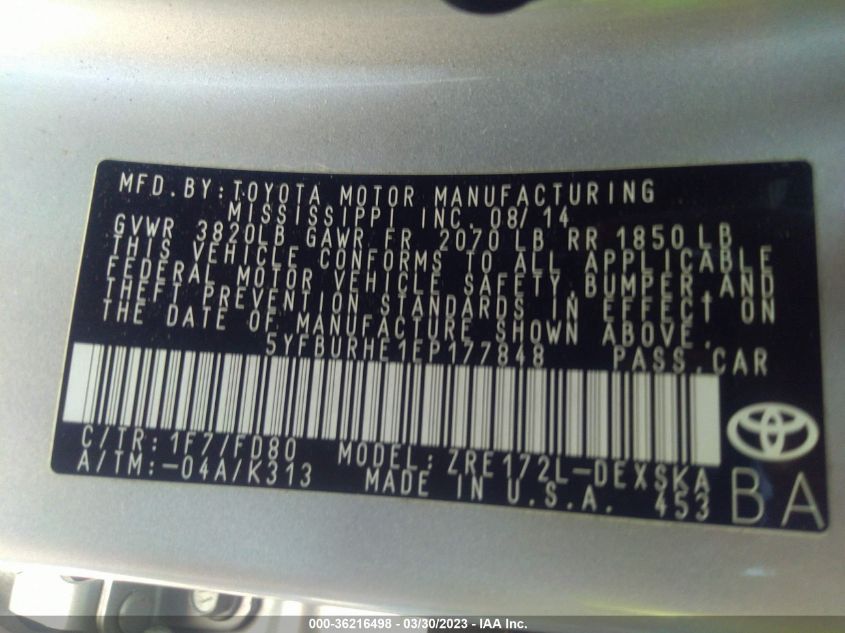 MFD.BY:TOYOTA MOTOR MANUFACTURING
MISSISSIPPI INC. 08/14
GVWR 3820LB GAWR FR 2070 LB RR 1850 LB
THIS VEHICLE CONFORMS TO ALL APPLICABLE
FEDERAL MOTOR VEHICLE SAFETY, BUMPER, AND
THEFT PREVENTION STANDARDS IN EFFECT ON
THE DATE OF MANUFACTURE SHOWN ABOVE.
5YFBURHE1EP177848 PASS.CAR
C/TR: 1F7/FD80 MODEL: ZRE172L-DEXSKA
A/TM:-04A/K313 MADE IN U.S.A. 453
BA
000-36216498 - 03/30/2023 - IAA Inc.